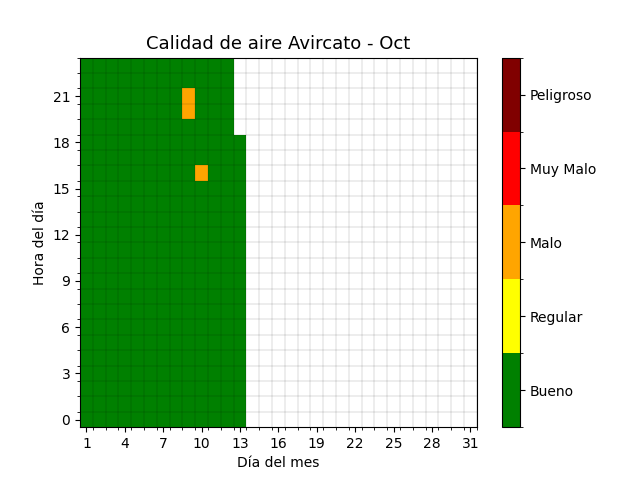 Calidad de aire Avircato - Oct
Hora del día
21
18
15
12
9
6
3
0
1 4 7 10 13 16 19 22 25 28 31
Día del mes
Peligroso
Muy Malo
Malo
Regular
Bueno